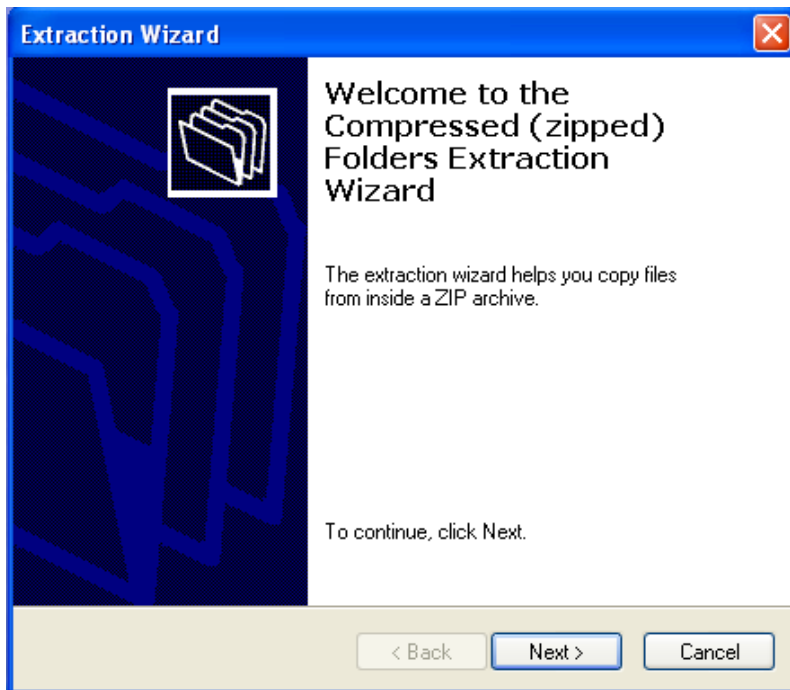 Extraction Wizard
Welcome to the
Compressed (zipped)
Folders Extraction
Wizard
The extraction wizard helps you copy files
from inside a ZIP archive.
To continue, click Next.
< Back
Next >
Cancel